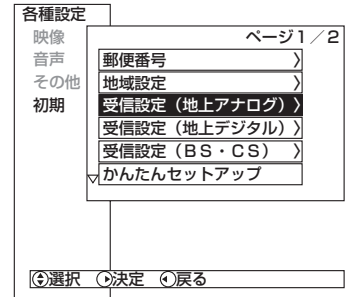 各種設定
映像
音声
その他
初期
ページ1／2
郵便番号 〉
地域設定 〉
受信設定（地上アナログ）〉
受信設定（地上デジタル）〉
受信設定（ＢＳ・ＣＳ） 〉
かんたんセットアップ
選択 決定 戻る